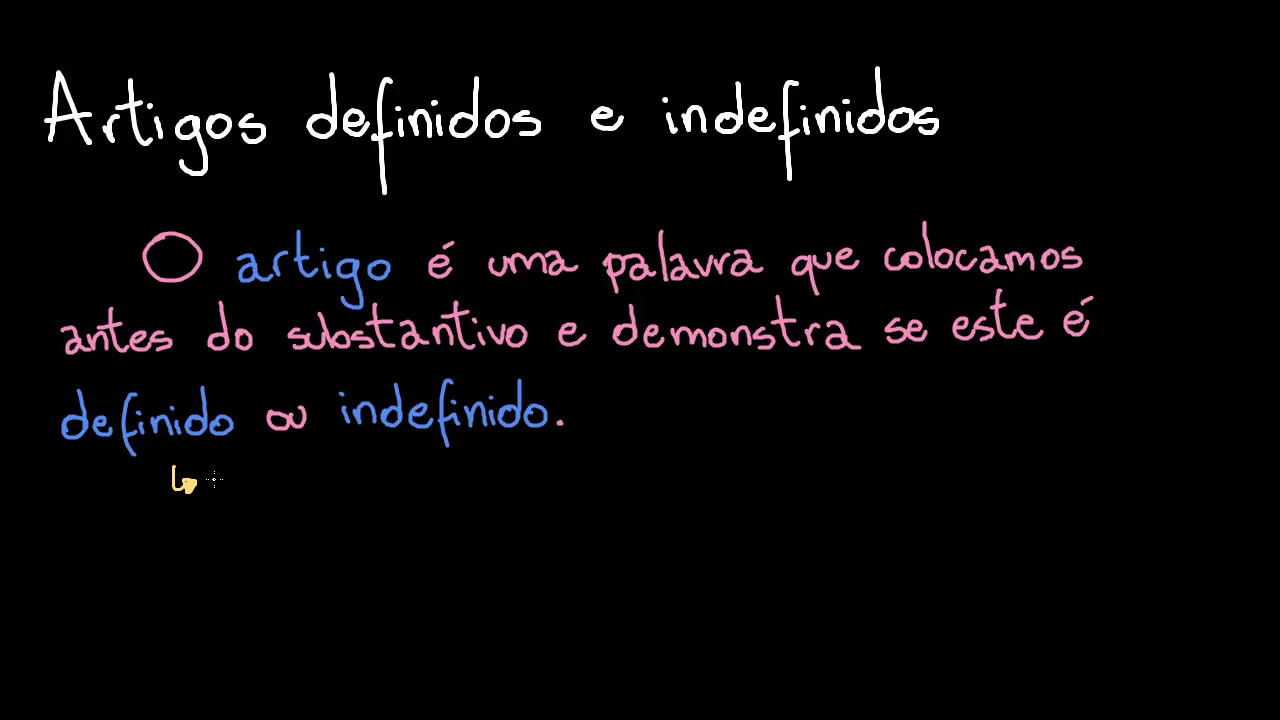 Artigos definidos e indefinidos
O artigo é uma palavra que colocamos
antes do substantivo e demonstra se este é
definido ou indefinido.